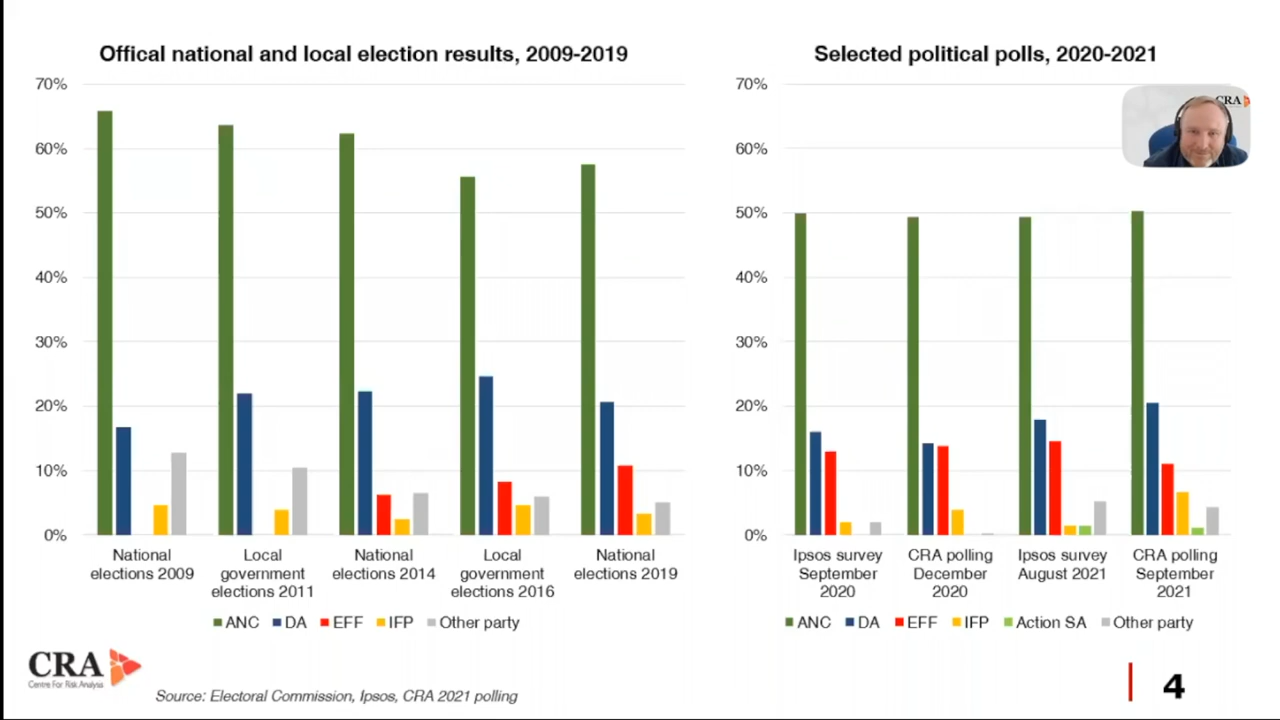 Offical national and local election results, 2009-2019
70%
60%
50%
40%
30%
20%
10%
0%
National
elections 2009
Local
government
elections 2011
National
elections 2014
Local
government
elections 2016
National
elections 2019
ANC DA EFF IFP Other party
Selected political polls, 2020-2021
70%
60%
50%
40%
30%
20%
10%
0%
CRA
Ipsos survey
September
2020
CRA polling
December
2020
Ipsos survey
August 2021
CRA polling
September
2021
ANC DA EFF IFP Action SA Other party
CRA
Centre For Risk Analysis
Source: Electoral Commission, Ipsos, CRA 2021 polling
4